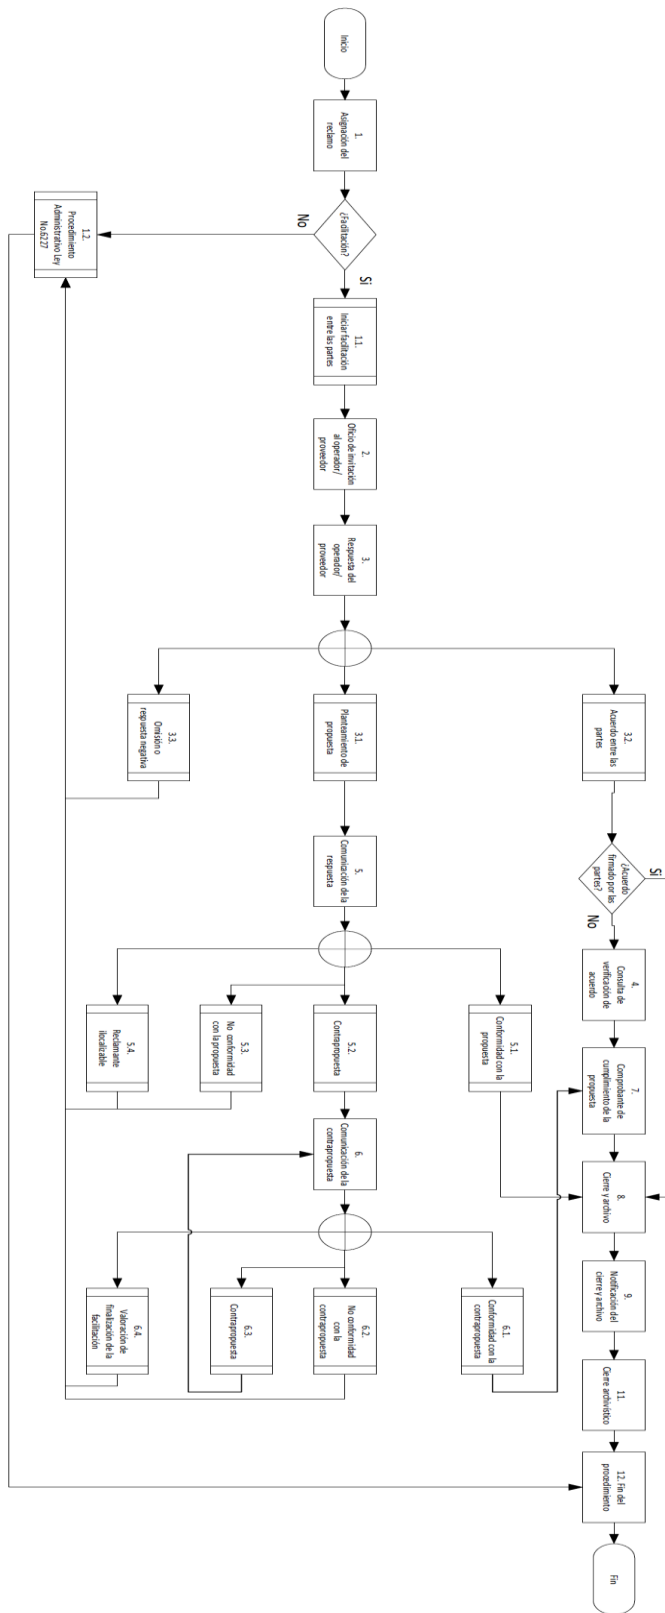 Inicio
1.
Asignación del
reclamo
¿Facilitación?
No
Si
1.2.
Procedimiento
Administrativo Ley
No.6227
1.1.
Iniciar facilitación
entre las partes
2.
Oficio de invitación
al operador/
proveedor
3.
Respuesta del
operador/
proveedor
3.2.
Acuerdo entre las
partes
3.1.
Planteamiento de
propuesta
3.3.
Omisión o
respuesta negativa
¿Acuerdo
firmado por las
partes?
Si
No
4.
Consulta de
verificación de
acuerdo
5.
Comunicación de la
respuesta
5.1.
Conformidad con la
propuesta
5.2.
Contrapropuesta
5.3.
No conformidad
con la propuesta
5.4.
Reclamante
ilocalizable
7.
Comprobante de
cumplimiento de la
propuesta
6.
Comunicación de la
contrapropuesta
8.
Cierre y archivo
6.1.
Conformidad con la
contrapropuesta
6.2.
No conformidad
con la
contrapropuesta
6.3.
Contrapropuesta
6.4.
Valoración de
finalización de la
facilitación
9.
Notificación del
cierre y archivo
11.
Cierre archivístico
12. Fin del
procedimiento
Fin